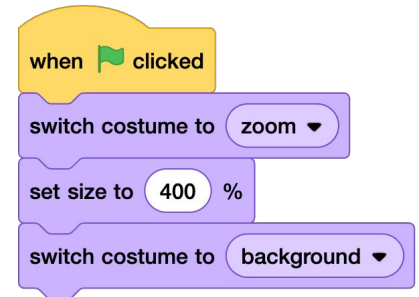 when clicked
switch costume to zoom
set size to 400 %
switch costume to background